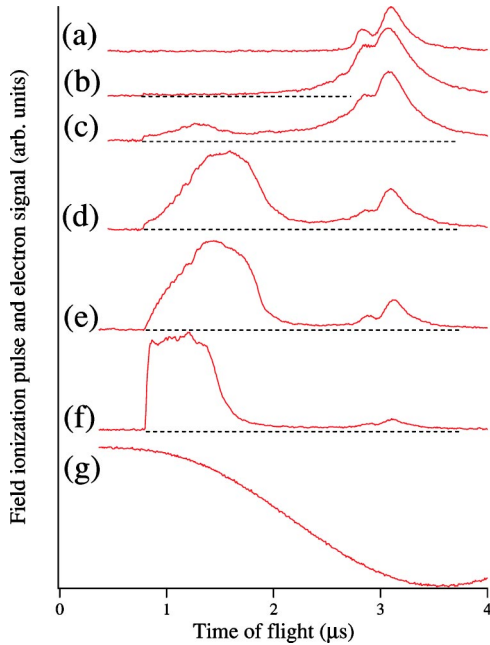 (a)
(b)
(c)
(d)
(e)
(f)
(g)
Field ionization pulse and electron signal (arb. units)
0 1 2 3 4
Time of flight (μs)